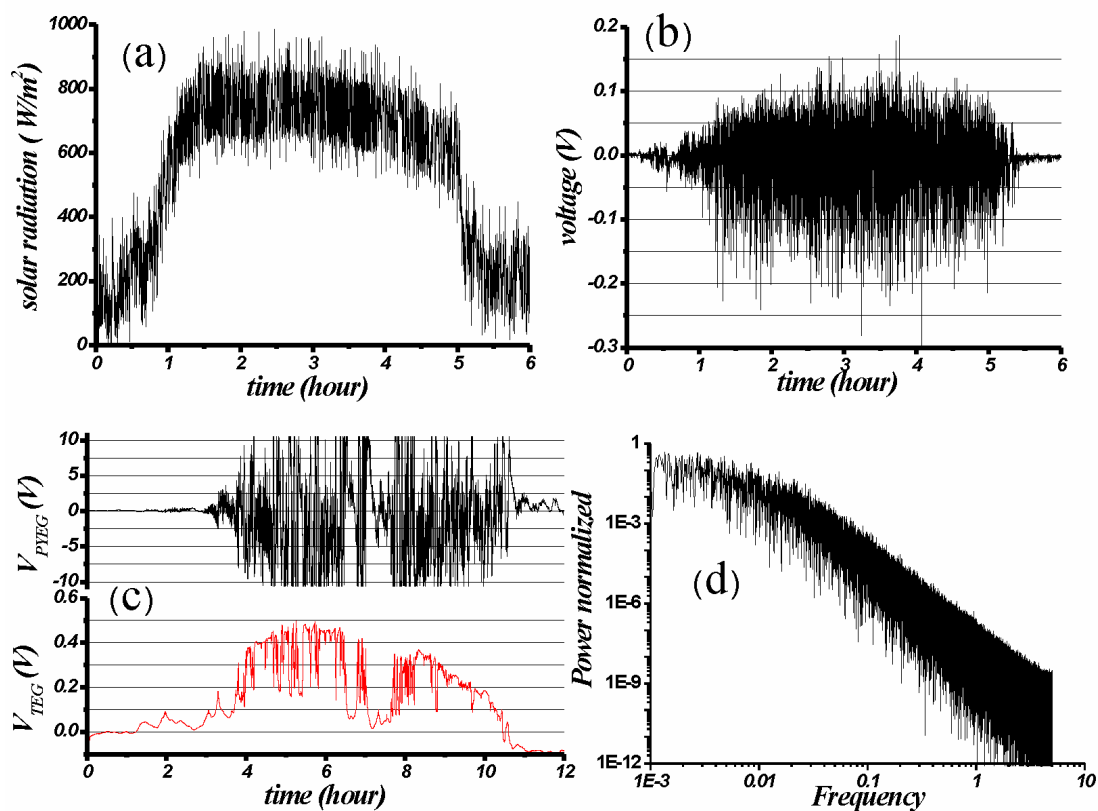 (a)
solar radiation ( W/m²)
1000
800
600
400
200
0
0 1 2 3 4 5 6
time (hour)
(b)
voltage (V)
0.2
0.1
0.0
-0.1
-0.2
-0.3
0 1 2 3 4 5 6
time (hour)
(c)
V_PYEG (V)
10
5
0
-5
-10
V_TEG (V)
0.6
0.4
0.2
0.0
0 2 4 6 8 10 12
time (hour)
(d)
Power normalized
1
1E-3
1E-6
1E-9
1E-12
1E-3 0.01 0.1 1 10
Frequency